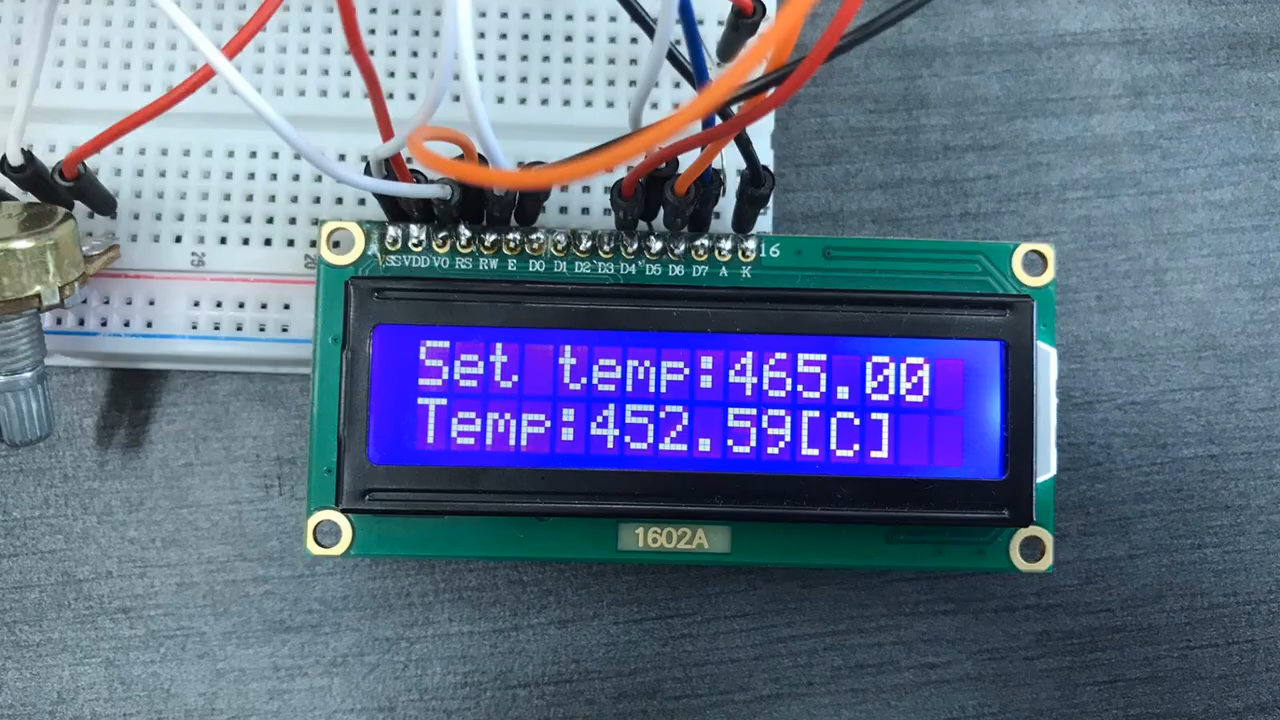 29
16
VSS VDD V0 RS RW E D0 D1 D2 D3 D4 D5 D6 D7 A K
Set temp:465.00
Temp:452.59[C]
1602A